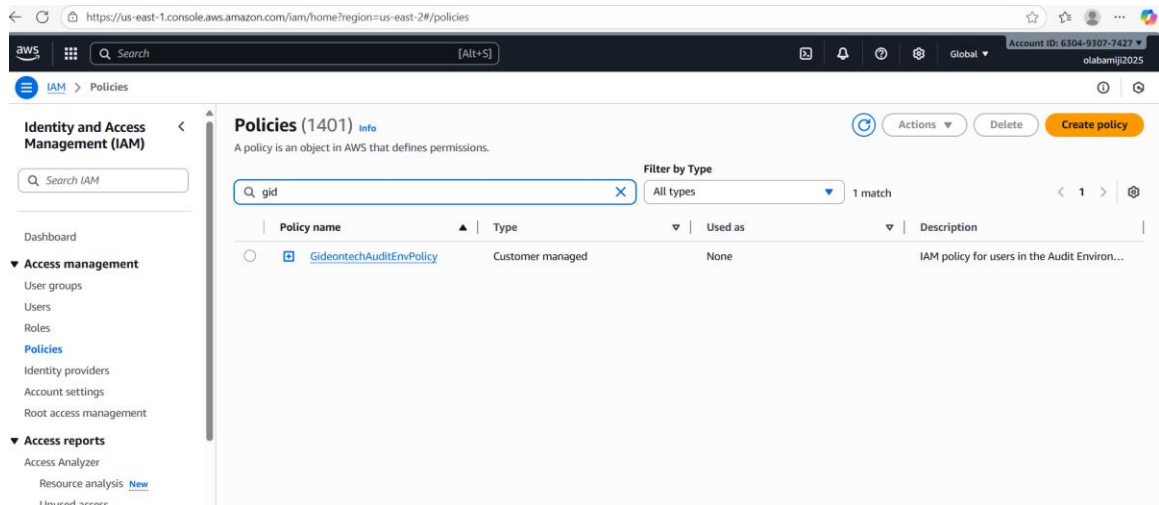 https://us-east-1.console.aws.amazon.com/iam/home?region=us-east-2#/policies
aws
Search
[Alt+S]
Global
Account ID: 6304-9307-7427
olabamiji2025
IAM > Policies
Identity and Access Management (IAM)
Search IAM
Dashboard
Access management
User groups
Users
Roles
Policies
Identity providers
Account settings
Root access management
Access reports
Access Analyzer
Resource analysis New
Unused access
Policies (1401) Info
Actions
Delete
Create policy
A policy is an object in AWS that defines permissions.
Filter by Type
gid
All types
1 match
1
Policy name Type Used as Description
GideontechAuditEnvPolicy Customer managed None IAM policy for users in the Audit Environ...